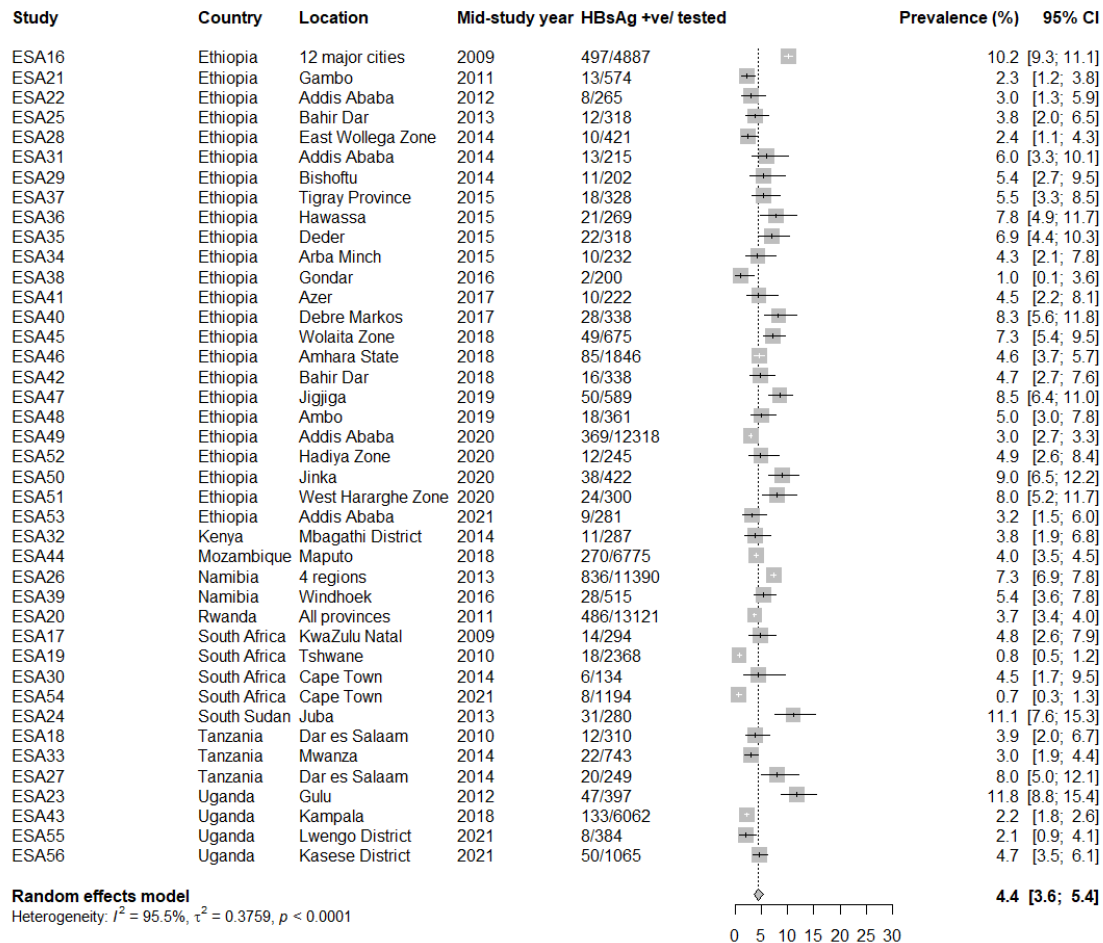 Study Country Location Mid-study year HBsAg +ve/ tested Prevalence (%) 95% CI
ESA16 Ethiopia 12 major cities 2009 497/4887 10.2 [9.3; 11.1]
ESA21 Ethiopia Gambo 2011 13/574 2.3 [1.2; 3.8]
ESA22 Ethiopia Addis Ababa 2012 8/265 3.0 [1.3; 5.9]
ESA25 Ethiopia Bahir Dar 2013 12/318 3.8 [2.0; 6.5]
ESA28 Ethiopia East Wollega Zone 2014 10/421 2.4 [1.1; 4.3]
ESA31 Ethiopia Addis Ababa 2014 13/215 6.0 [3.3; 10.1]
ESA29 Ethiopia Bishoftu 2014 11/202 5.4 [2.7; 9.5]
ESA37 Ethiopia Tigray Province 2015 18/328 5.5 [3.3; 8.5]
ESA36 Ethiopia Hawassa 2015 21/269 7.8 [4.9; 11.7]
ESA35 Ethiopia Deder 2015 22/318 6.9 [4.4; 10.3]
ESA34 Ethiopia Arba Minch 2015 10/232 4.3 [2.1; 7.8]
ESA38 Ethiopia Gondar 2016 2/200 1.0 [0.1; 3.6]
ESA41 Ethiopia Azer 2017 10/222 4.5 [2.2; 8.1]
ESA40 Ethiopia Debre Markos 2017 28/338 8.3 [5.6; 11.8]
ESA45 Ethiopia Wolaita Zone 2018 49/675 7.3 [5.4; 9.5]
ESA46 Ethiopia Amhara State 2018 85/1846 4.6 [3.7; 5.7]
ESA42 Ethiopia Bahir Dar 2018 16/338 4.7 [2.7; 7.6]
ESA47 Ethiopia Jigjiga 2019 50/589 8.5 [6.4; 11.0]
ESA48 Ethiopia Ambo 2019 18/361 5.0 [3.0; 7.8]
ESA49 Ethiopia Addis Ababa 2020 369/12318 3.0 [2.7; 3.3]
ESA52 Ethiopia Hadiya Zone 2020 12/245 4.9 [2.6; 8.4]
ESA50 Ethiopia Jinka 2020 38/422 9.0 [6.5; 12.2]
ESA51 Ethiopia West Hararghe Zone 2020 24/300 8.0 [5.2; 11.7]
ESA53 Ethiopia Addis Ababa 2021 9/281 3.2 [1.5; 6.0]
ESA32 Kenya Mbagathi District 2014 11/287 3.8 [1.9; 6.8]
ESA44 Mozambique Maputo 2018 270/6775 4.0 [3.5; 4.5]
ESA26 Namibia 4 regions 2013 836/11390 7.3 [6.9; 7.8]
ESA39 Namibia Windhoek 2016 28/515 5.4 [3.6; 7.8]
ESA20 Rwanda All provinces 2011 486/13121 3.7 [3.4; 4.0]
ESA17 South Africa KwaZulu Natal 2009 14/294 4.8 [2.6; 7.9]
ESA19 South Africa Tshwane 2010 18/2368 0.8 [0.5; 1.2]
ESA30 South Africa Cape Town 2014 6/134 4.5 [1.7; 9.5]
ESA54 South Africa Cape Town 2021 8/1194 0.7 [0.3; 1.3]
ESA24 South Sudan Juba 2013 31/280 11.1 [7.6; 15.3]
ESA18 Tanzania Dar es Salaam 2010 12/310 3.9 [2.0; 6.7]
ESA33 Tanzania Mwanza 2014 22/743 3.0 [1.9; 4.4]
ESA27 Tanzania Dar es Salaam 2014 20/249 8.0 [5.0; 12.1]
ESA23 Uganda Gulu 2012 47/397 11.8 [8.8; 15.4]
ESA43 Uganda Kampala 2018 133/6062 2.2 [1.8; 2.6]
ESA55 Uganda Lwengo District 2021 8/384 2.1 [0.9; 4.1]
ESA56 Uganda Kasese District 2021 50/1065 4.7 [3.5; 6.1]
Random effects model 4.4 [3.6; 5.4]
Heterogeneity: I² = 95.5%, τ² = 0.3759, p < 0.0001
0 5 10 15 20 25 30